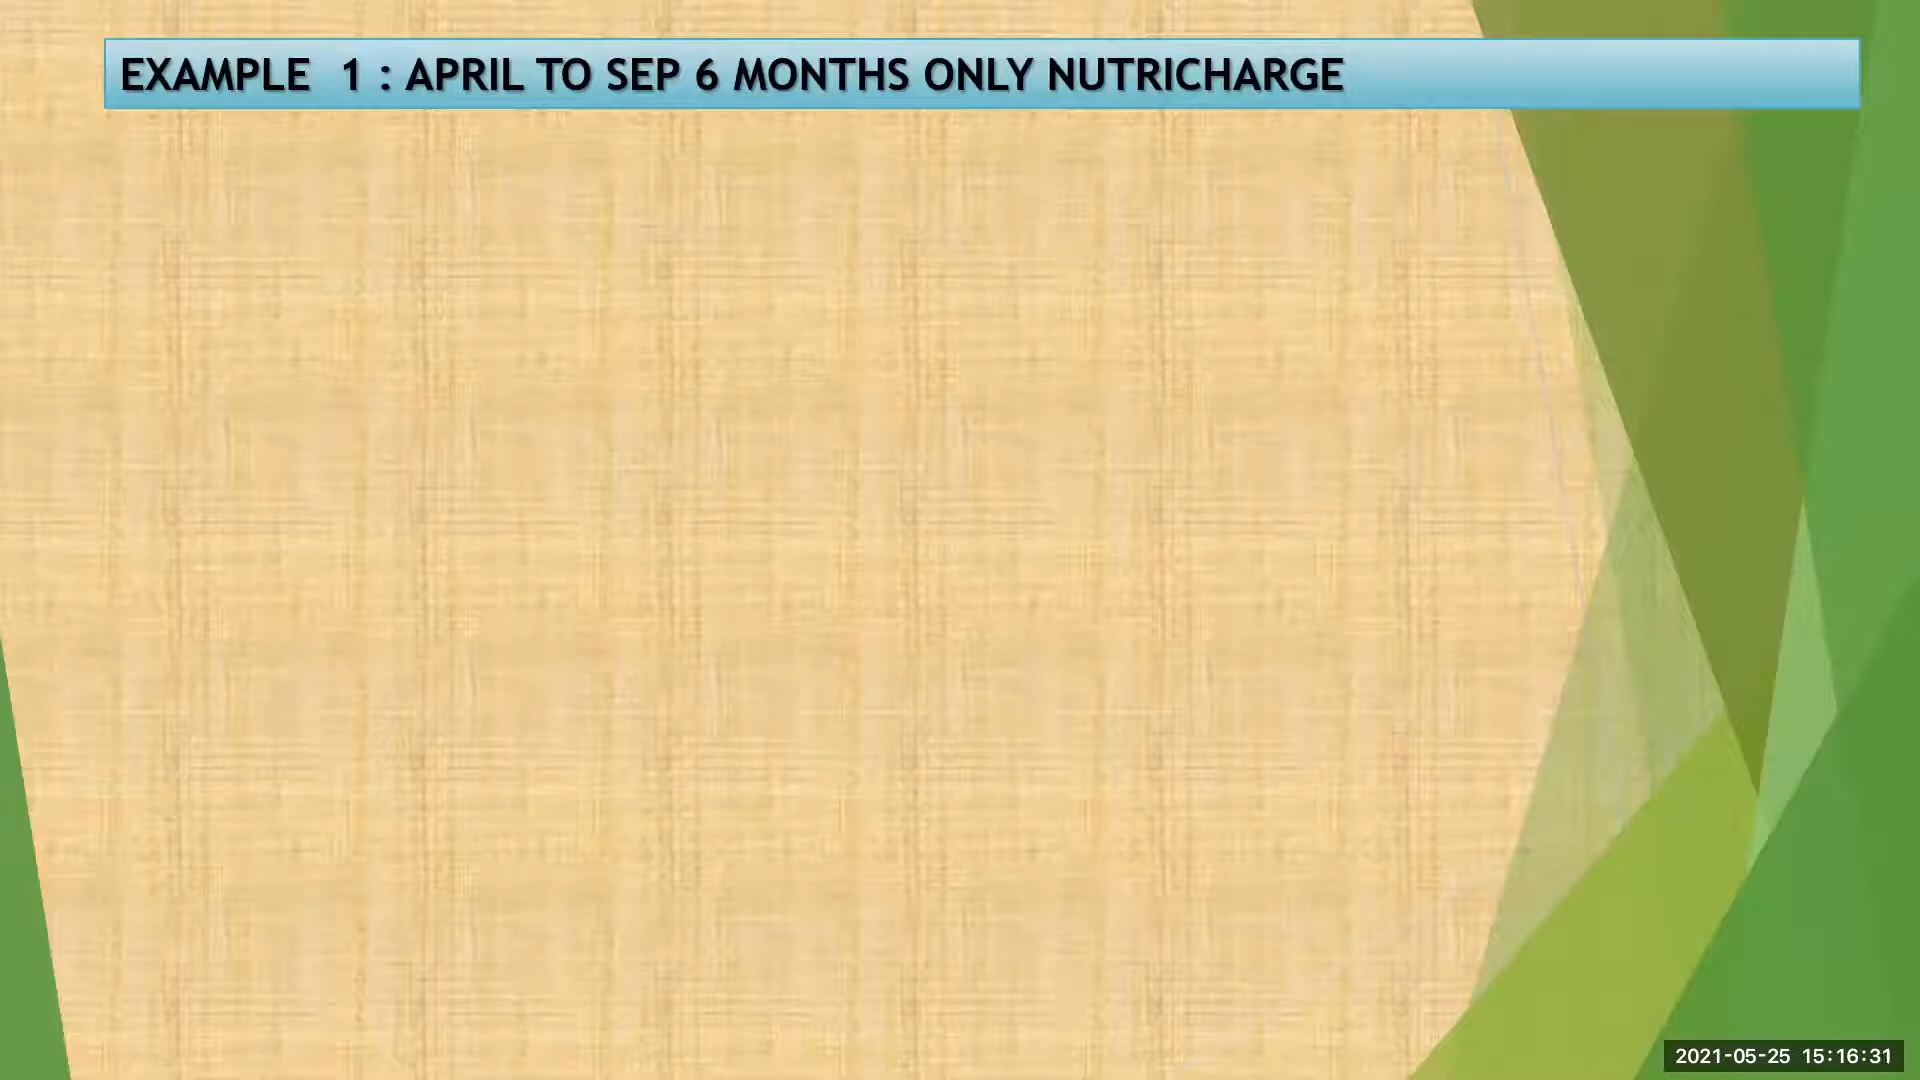 EXAMPLE  1 : APRIL TO SEP 6 MONTHS ONLY NUTRICHARGE
2021-05-25 15:16:31